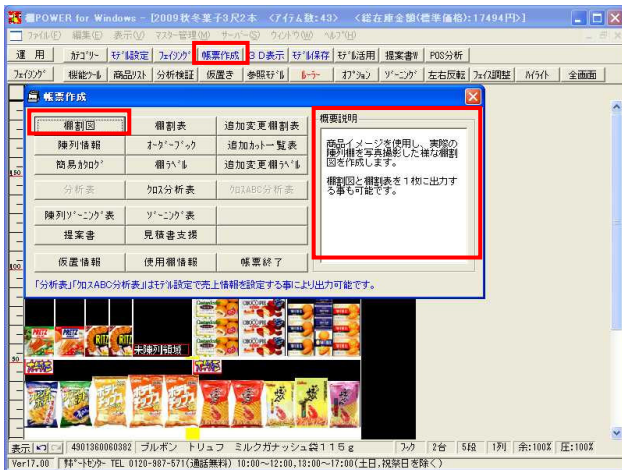 棚POWER for Windows - [2009秋冬菓子3尺2本 <アイテム数:43> <総在庫金額(標準価格):17494円>]
ファイル(F) 編集(E) 表示(V) マスター管理(M) サーバー(S) ウインドウ(W) ヘルプ(H)
運 用 カテゴリー モデル設定 フェイシング 帳票作成 3D表示 モデル保存 モデル活用 提案書W POS分析
フェイシング 機能ツール 商品リスト 分析検証 仮置き 参照モデル ルーラー オプション ゾーニング 左右反転 フェイス調整 ハイライト 全画面
帳票作成
棚割図 棚割表 追加変更棚割表
陳列情報 オーダーブック 追加カット一覧表
簡易カタログ 棚ラベル 追加変更棚ラベル
分析表 クロス分析表 クロスABC分析表
陳列ゾーニング表 ゾーニング表
提案書 見積書支援
仮置情報 使用棚情報 帳票終了
概要説明
商品イメージを使用し、実際の
陳列棚を写真撮影した様な棚割
図を作成します。
棚割図と棚割表を1枚に出力す
る事も可能です。
「分析表」「クロスABC分析表」はモデル設定で売上情報を設定する事により出力可能です。
150
100
50
未陳列領域
表示 4901360060382 ブルボン トリュフ ミルクガナッシュ袋115g フック 2台 5段 1列 余:100% 圧:100%
Ver17.00 サポートセンター TEL 0120-987-571(通話無料) 10:00～12:00,13:00～17:00(土日,祝祭日を除く)